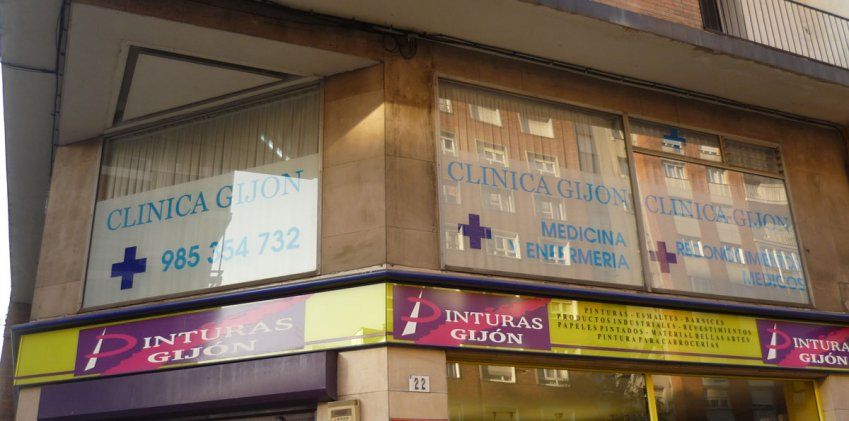 CLINICA GIJON
985 354 732
CLINICA GIJON
MEDICINA
ENFERMERIA
CLINICA GIJON
RECONOCIMIENTOS
MEDICOS
PINTURAS
GIJÓN
PINTURAS
GIJÓN
PINTURAS - ESMALTES - BARNICES
PRODUCTOS INDUSTRIALES - REVESTIMIENTOS
PAPELES PINTADOS - MATERIAL BELLAS ARTES
PINTURA PARA CARROCERÍAS
PINTURAS
GIJÓN
22